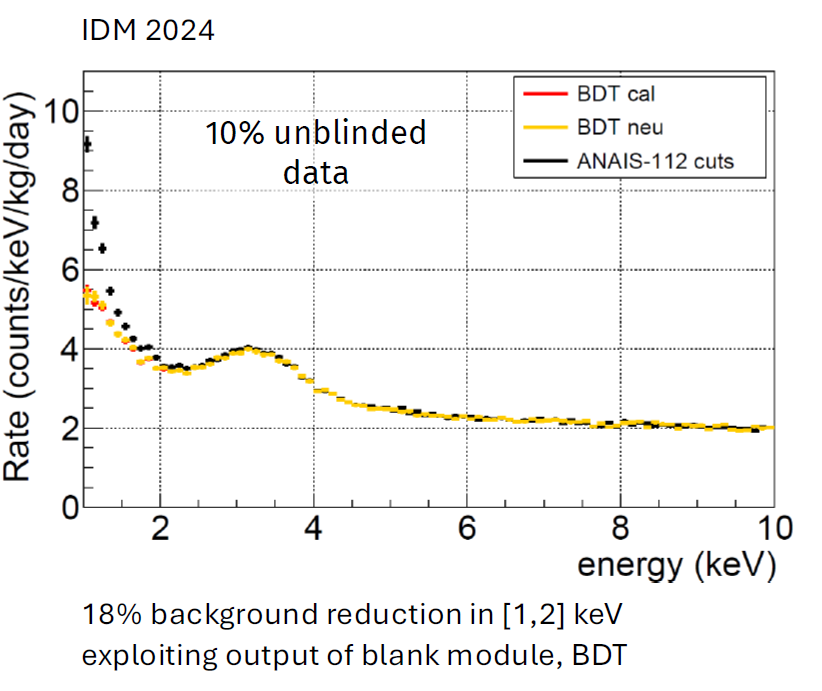 IDM 2024
10% unblinded
data
BDT cal
BDT neu
ANAIS-112 cuts
Rate (counts/keV/kg/day)
10
8
6
4
2
0
2 4 6 8 10
energy (keV)
18% background reduction in [1,2] keV
exploiting output of blank module, BDT